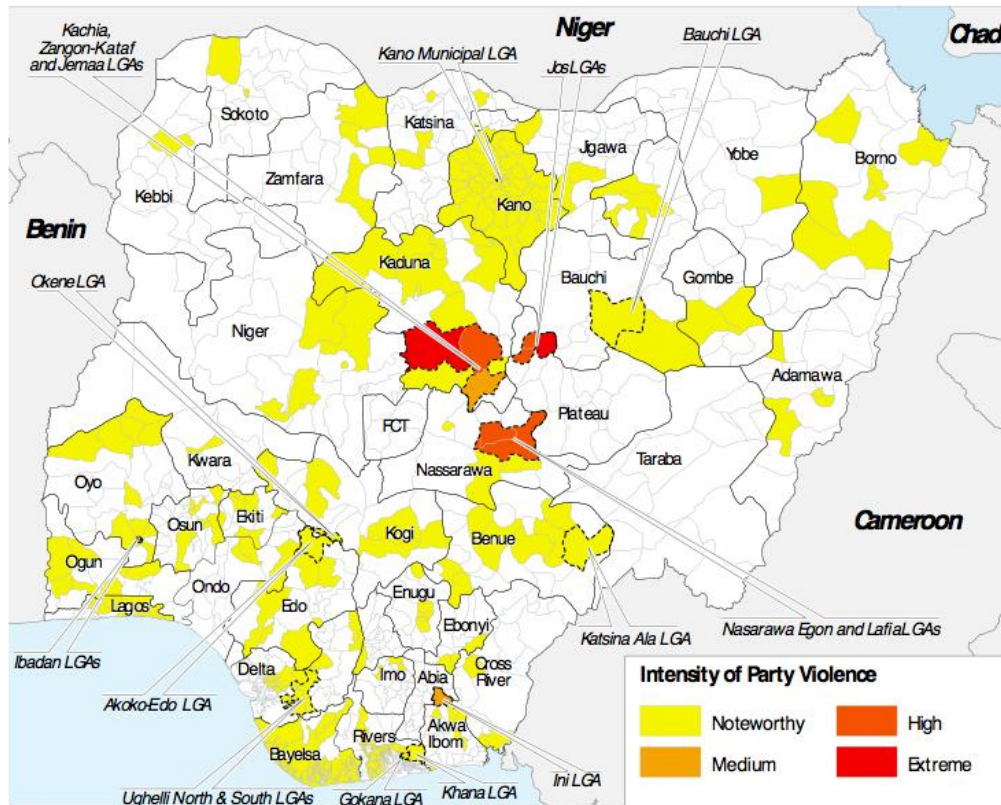 Kachia,
Zangon-Kataf
and Jemaa LGAs
Kano Municipal LGA
Niger
Bauchi LGA
Chad
Jos LGAs
Sokoto
Katsina
Jigawa
Yobe
Borno
Kebbi
Zamfara
Kano
Benin
Okene LGA
Kaduna
Bauchi
Gombe
Niger
Adamawa
FCT
Plateau
Nassarawa
Taraba
Kwara
Oyo
Osun
Ekiti
Kogi
Benue
Cameroon
Ogun
Ondo
Enugu
Lagos
Edo
Ebonyi
Ibadan LGAs
Katsina Ala LGA
Nasarawa Egon and Lafia LGAs
Delta
Imo
Abia
Cross
River
Akoko-Edo LGA
Akwa
Ibom
Rivers
Bayelsa
Ini LGA
Ughelli North & South LGAs
Gokana LGA
Khana LGA
Intensity of Party Violence
Noteworthy
High
Medium
Extreme